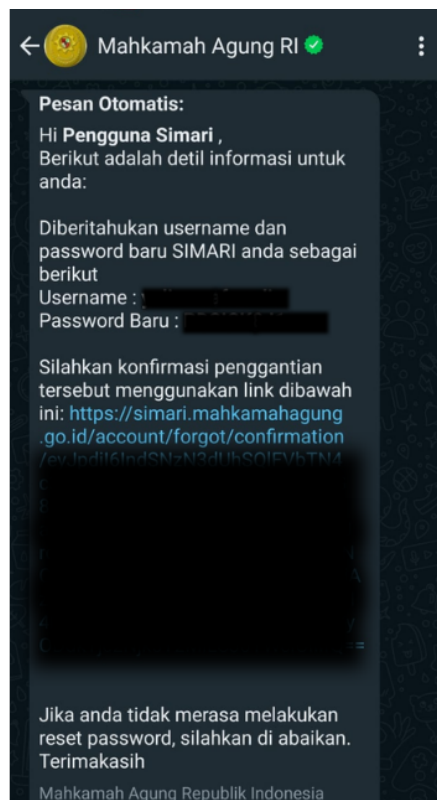 Mahkamah Agung RI
Pesan Otomatis:
Hi Pengguna Simari ,
Berikut adalah detil informasi untuk
anda:
Diberitahukan username dan
password baru SIMARI anda sebagai
berikut
Username :
Password Baru :
Silahkan konfirmasi penggantian
tersebut menggunakan link dibawah
ini: https://simari.mahkamahagung
.go.id/account/forgot/confirmation
==
Jika anda tidak merasa melakukan
reset password, silahkan di abaikan.
Terimakasih
Mahkamah Agung Republik Indonesia